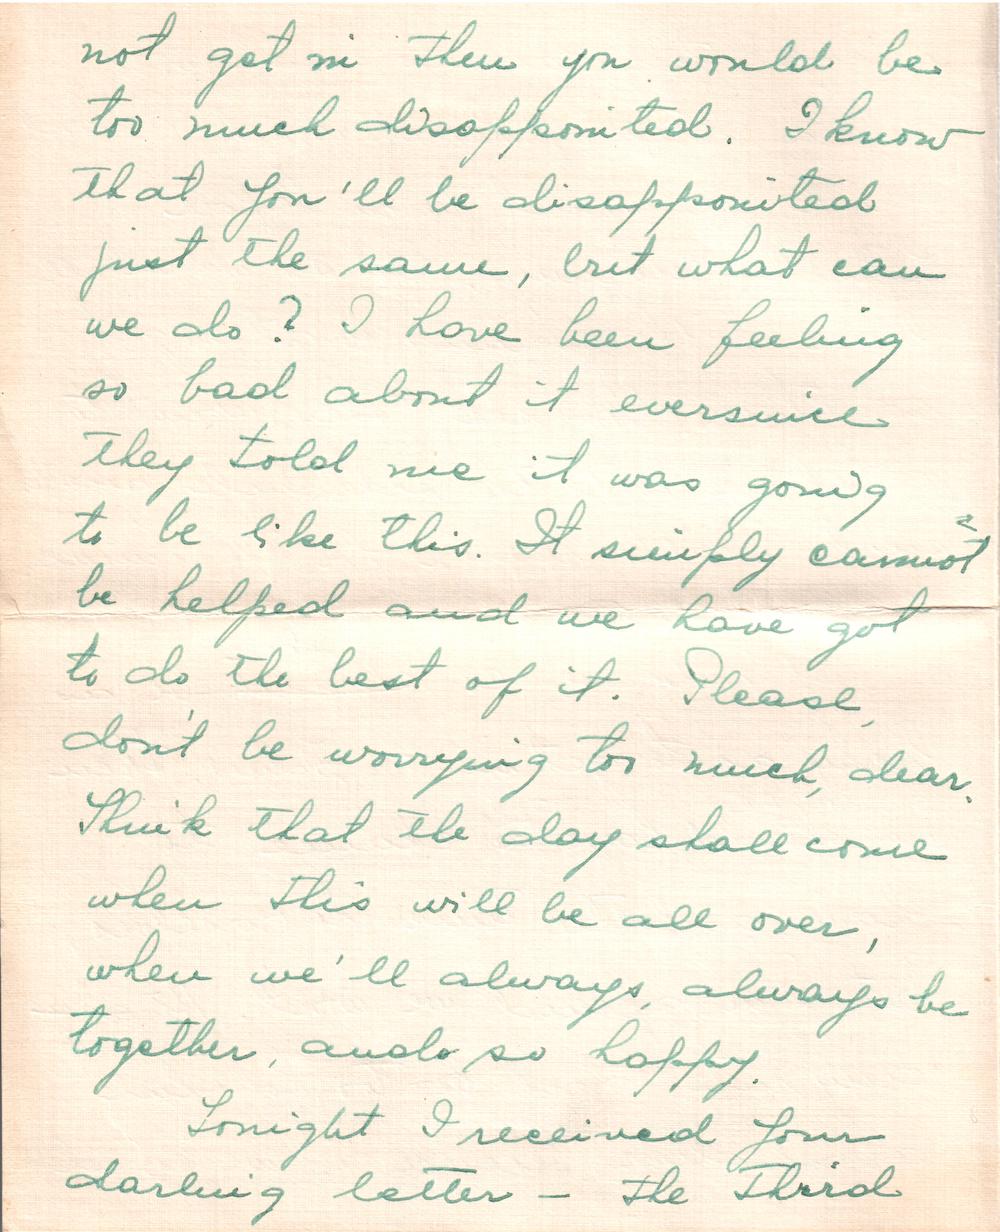 not get in then you would be
too much disappointed. I know
that you'll be disappointed
just the same, but what can
we do? I have been feeling
so bad about it eversince
they told me it was going
to be like this. It simply cannot
be helped and we have got
to do the best of it. Please,
don't be worrying too much, dear.
Think that the day shall come
when this will be all over,
when we'll always, always be
together, and so happy.
Tonight I received your
darling letter – the Third